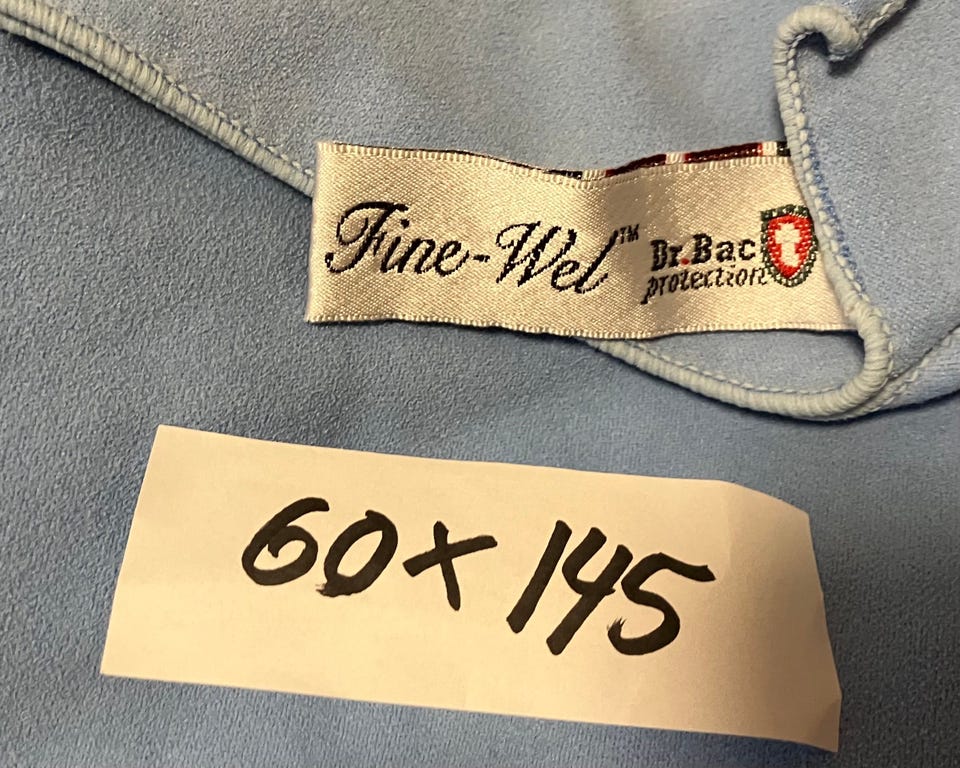 Fine-Wel™
Dr.Bac
protection
60 x 145